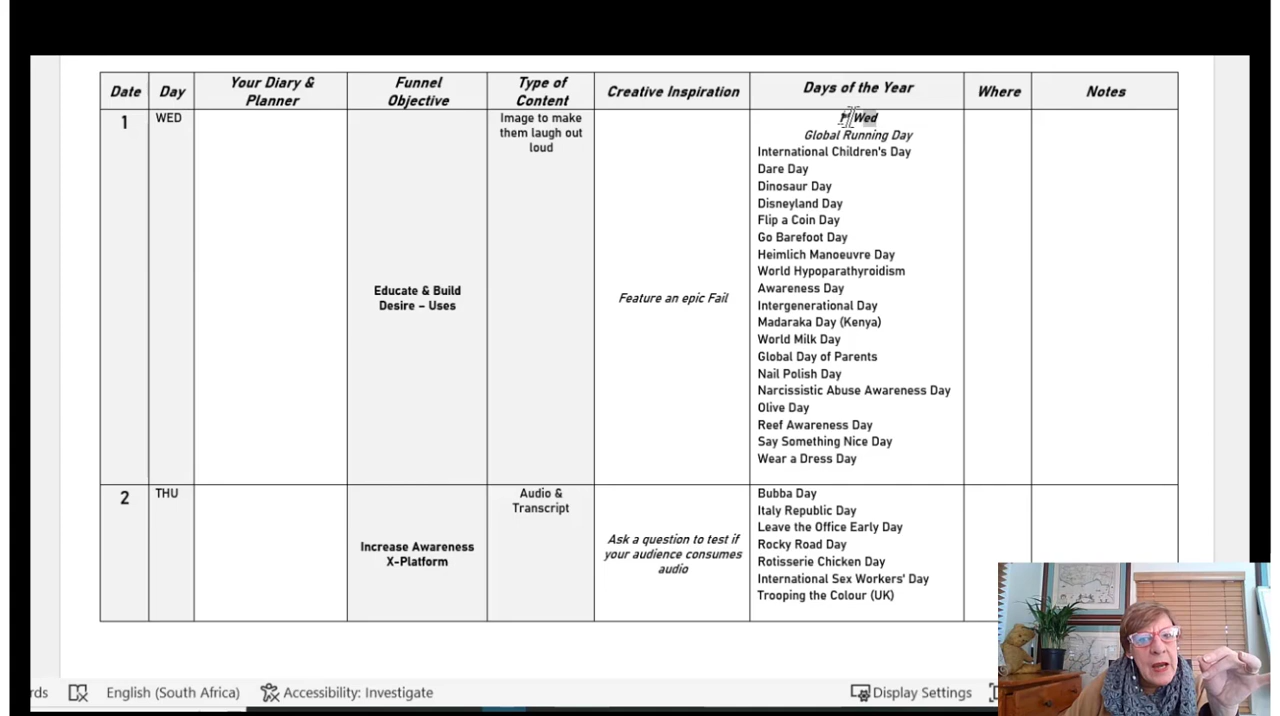 Date Day Your Diary & Funnel Type of Creative Inspiration Days of the Year Where Notes
Planner Objective Content
1 WED
Educate & Build
Desire – Uses
Image to make
them laugh out
loud
Feature an epic Fail
Wed
Global Running Day
International Children's Day
Dare Day
Dinosaur Day
Disneyland Day
Flip a Coin Day
Go Barefoot Day
Heimlich Manoeuvre Day
World Hypoparathyroidism
Awareness Day
Intergenerational Day
Madaraka Day (Kenya)
World Milk Day
Global Day of Parents
Nail Polish Day
Narcissistic Abuse Awareness Day
Olive Day
Reef Awareness Day
Say Something Nice Day
Wear a Dress Day
2 THU
Increase Awareness
X-Platform
Audio &
Transcript
Ask a question to test if
your audience consumes
audio
Bubba Day
Italy Republic Day
Leave the Office Early Day
Rocky Road Day
Rotisserie Chicken Day
International Sex Workers' Day
Trooping the Colour (UK)
rds English (South Africa) Accessibility: Investigate Display Settings